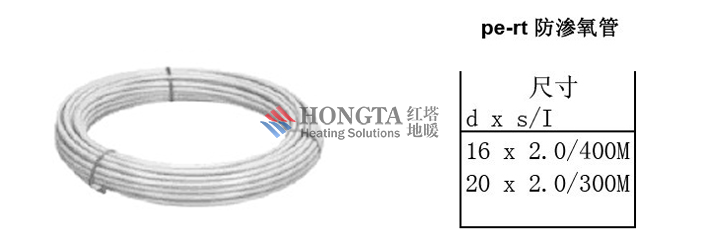 pe-rt 防渗氧管
HONGTA 红塔
Heating Solutions 地暖
尺寸
d x s/I
16 x 2.0/400M
20 x 2.0/300M